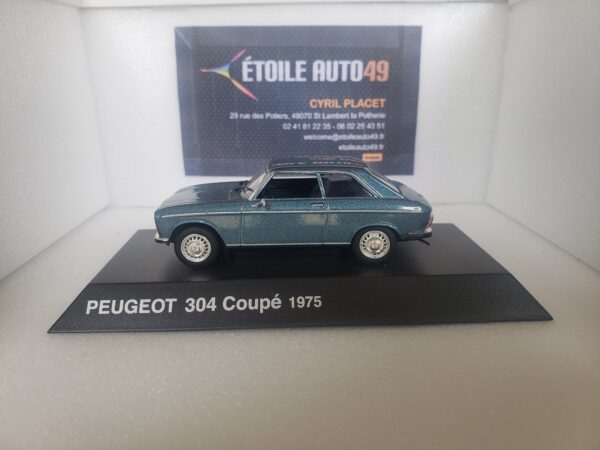 ÉTOILE AUTO49
CYRIL PLACET
29 rue des Potiers, 49070 St Lambert la Potherie
02 41 81 22 35 - 06 02 26 43 51
welcome@etoileauto49.fr
etoileauto49.fr
PEUGEOT 304 Coupé 1975